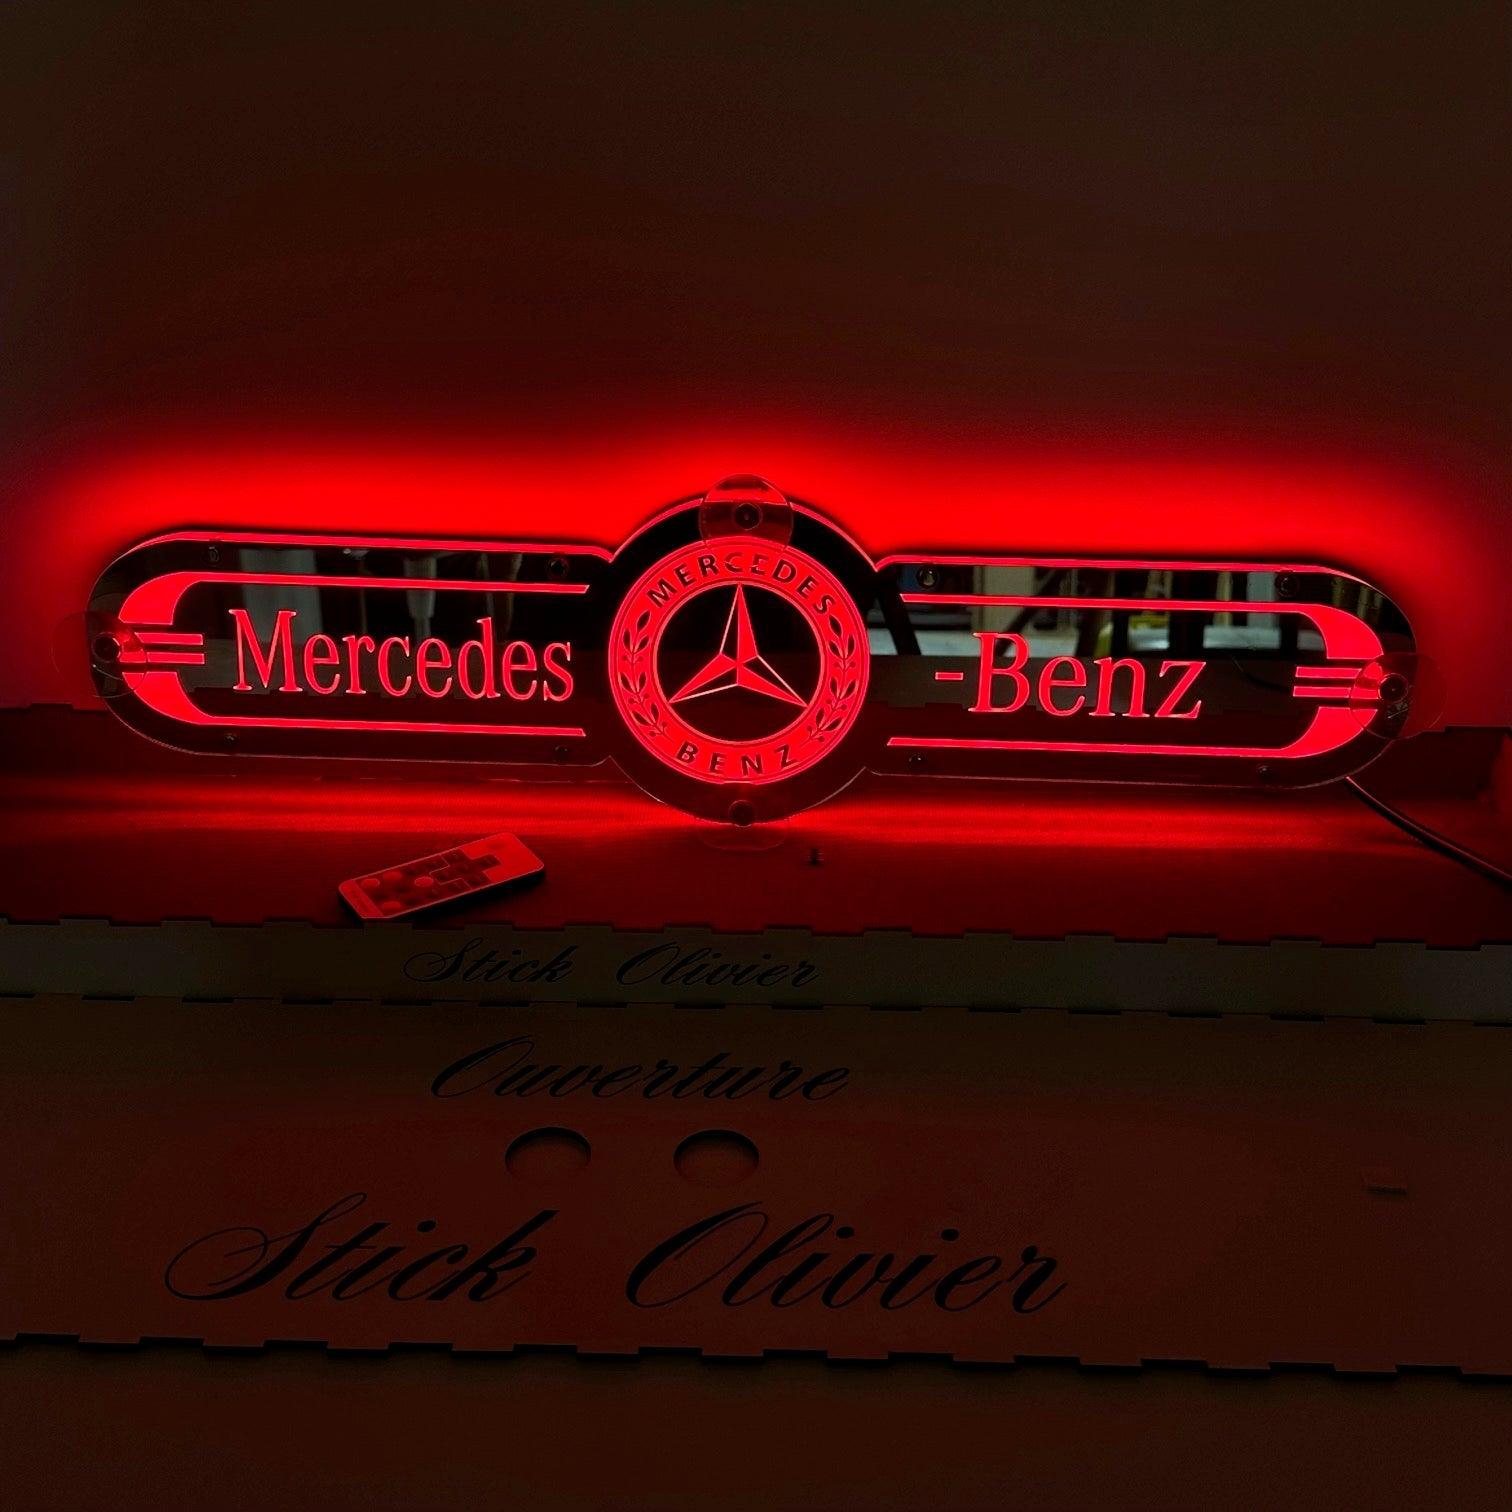 Mercedes -Benz
MERCEDES
BENZ
Stick Olivier
Ouverture
Stick Olivier